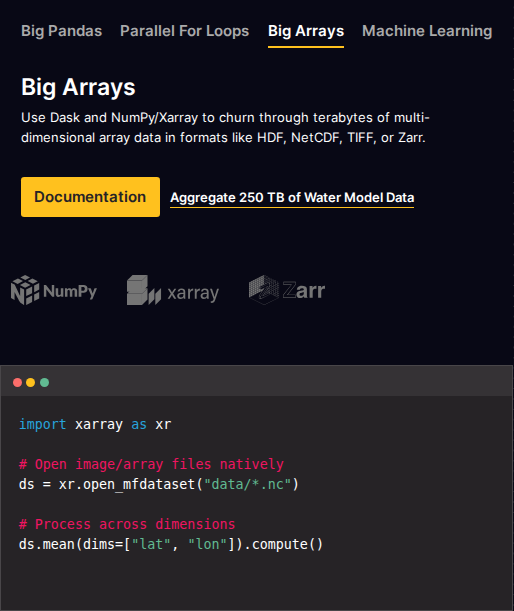 Big Pandas Parallel For Loops Big Arrays Machine Learning
Big Arrays
Use Dask and NumPy/Xarray to churn through terabytes of multi-
dimensional array data in formats like HDF, NetCDF, TIFF, or Zarr.
Documentation Aggregate 250 TB of Water Model Data
NumPy xarray Zarr
import xarray as xr
# Open image/array files natively
ds = xr.open_mfdataset("data/*.nc")
# Process across dimensions
ds.mean(dims=["lat", "lon"]).compute()